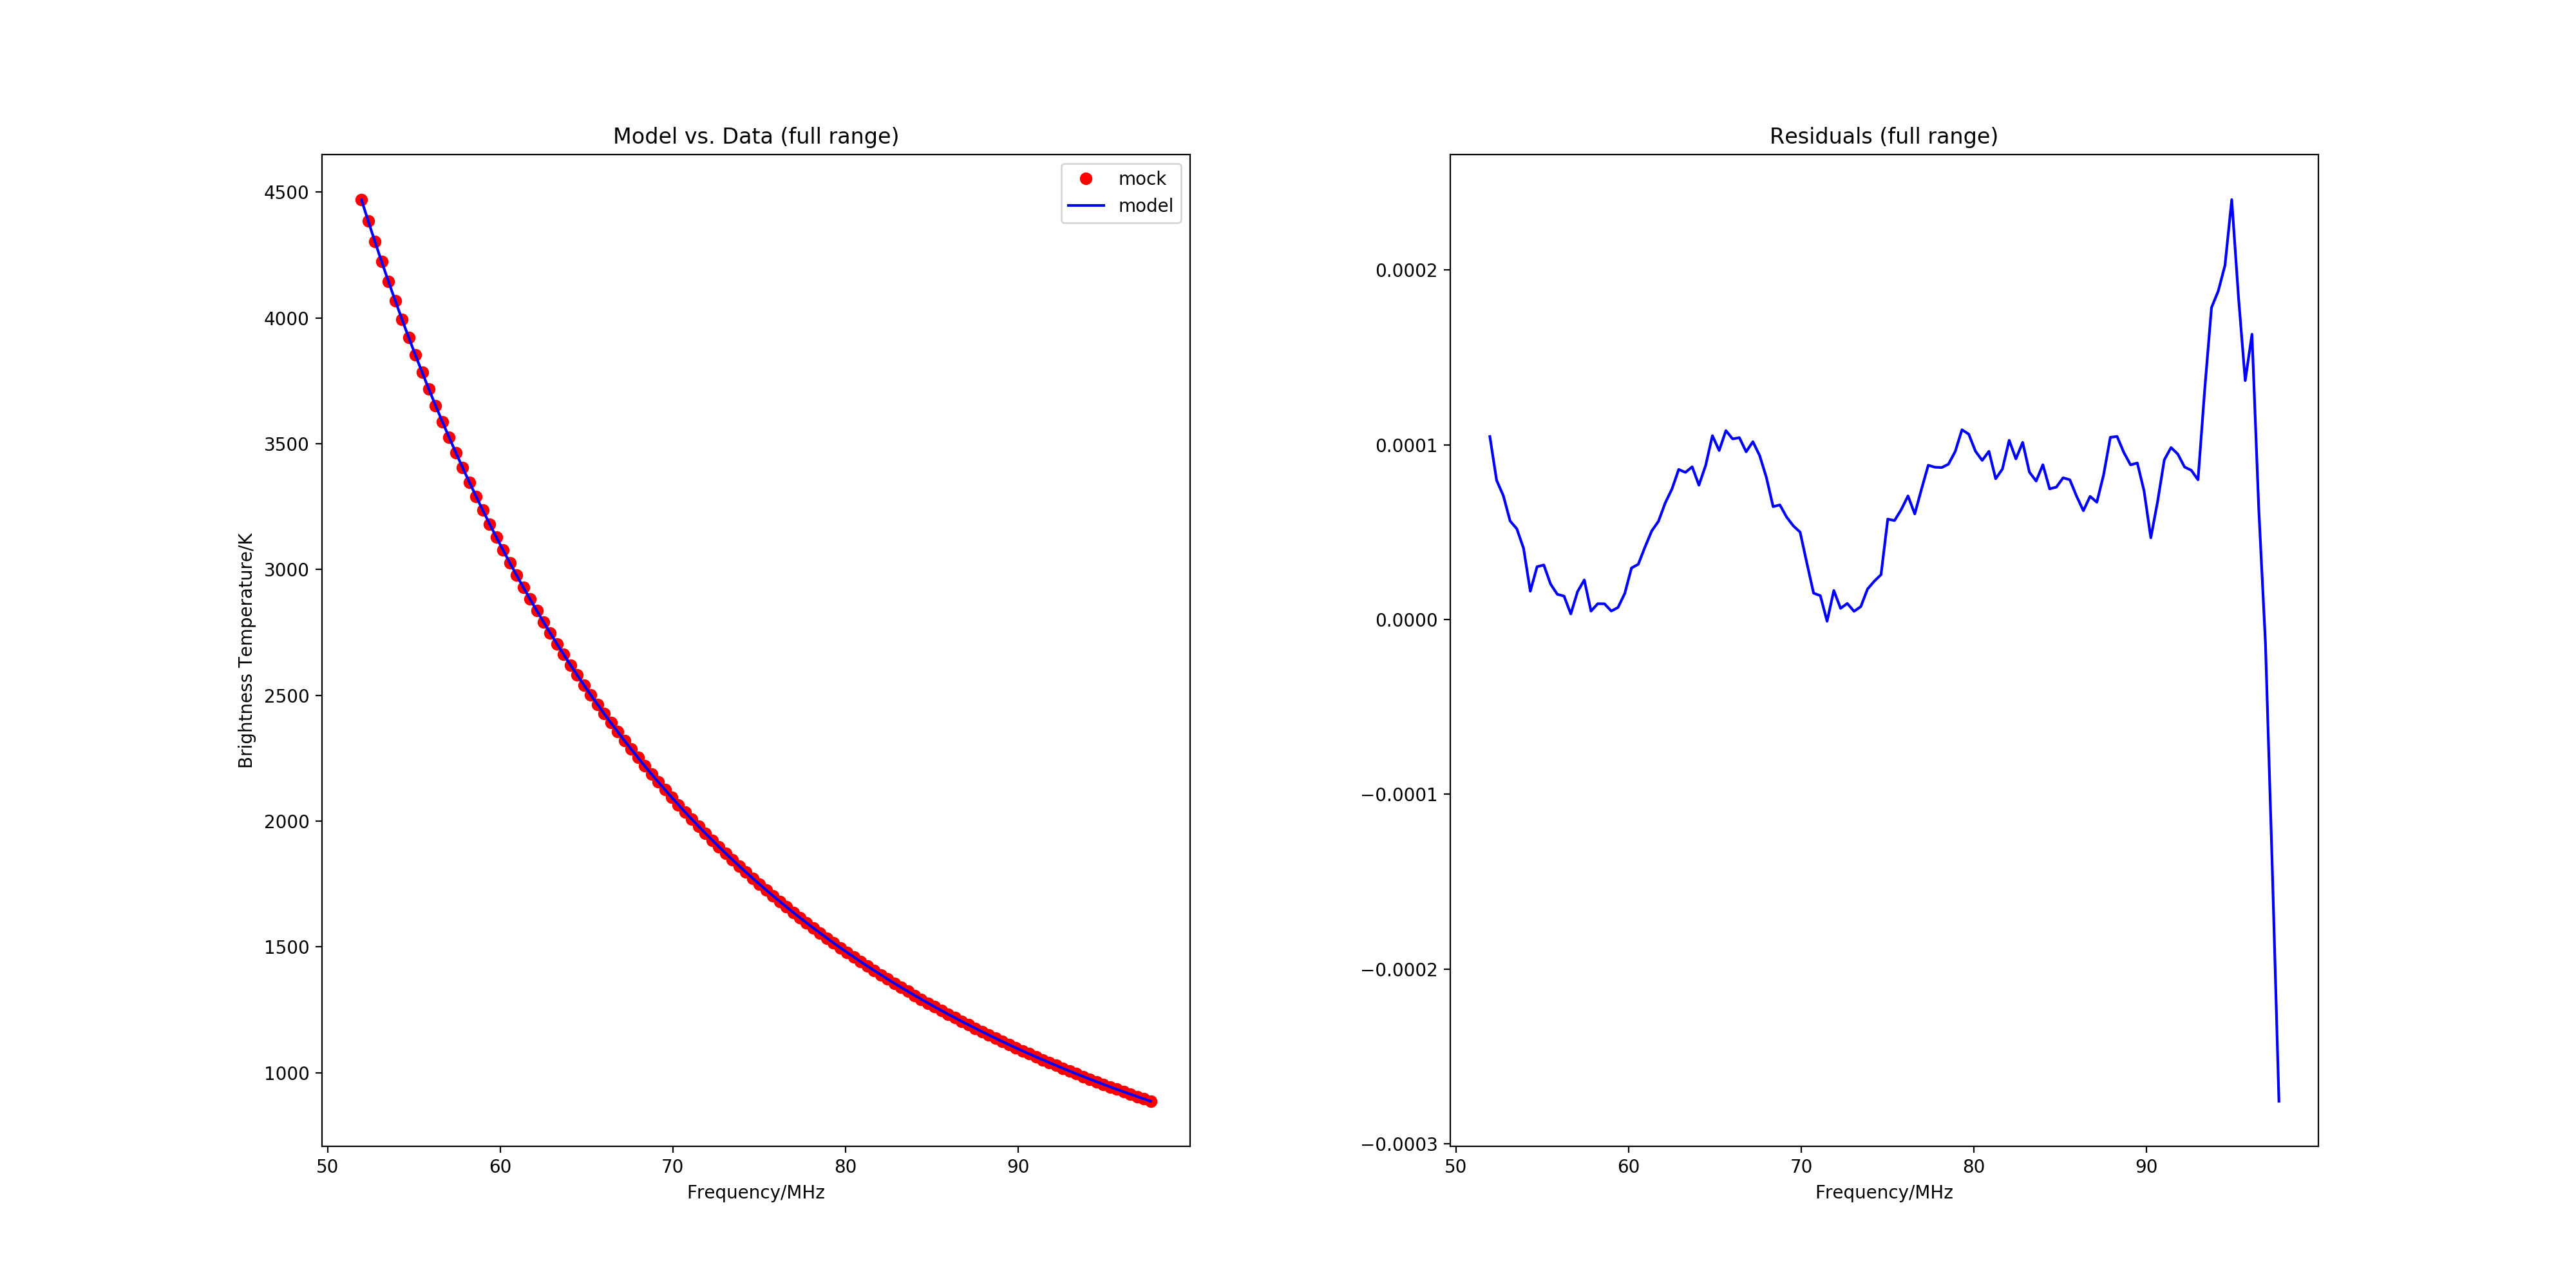 Model vs. Data (full range)
mock
model
4500
4000
3500
3000
2500
2000
1500
1000
Brightness Temperature/K
50 60 70 80 90
Frequency/MHz
Residuals (full range)
0.0002
0.0001
0.0000
−0.0001
−0.0002
−0.0003
50 60 70 80 90
Frequency/MHz